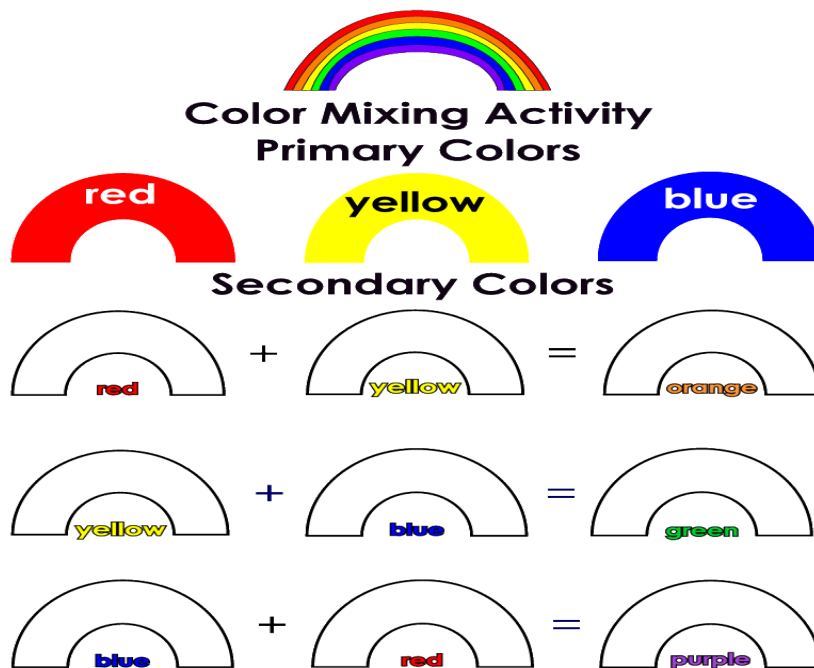 Color Mixing Activity
Primary Colors
red yellow blue
Secondary Colors
+ =
red yellow orange
+ =
yellow blue green
+ =
blue red purple